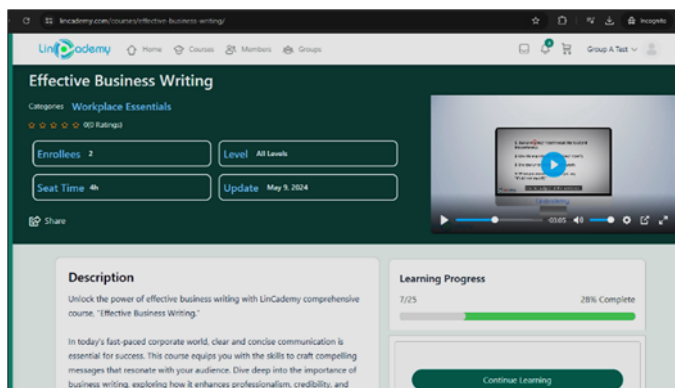 lincademy.com/courses/effective-business-writing/
Incognito
LinCademy
Home
Courses
Members
Groups
4
Group A Test
Effective Business Writing
Categories Workplace Essentials
0(0 Ratings)
Enrollees 2
Level All Levels
Seat Time 4h
Update May 9, 2024
Share
LinCademy
-03:05
Description
Unlock the power of effective business writing with LinCademy comprehensive
course, "Effective Business Writing."
In today's fast-paced corporate world, clear and concise communication is
essential for success. This course equips you with the skills to craft compelling
messages that resonate with your audience. Dive deep into the importance of
business writing, exploring how it enhances professionalism, credibility, and
Learning Progress
7/25
28% Complete
Continue Learning